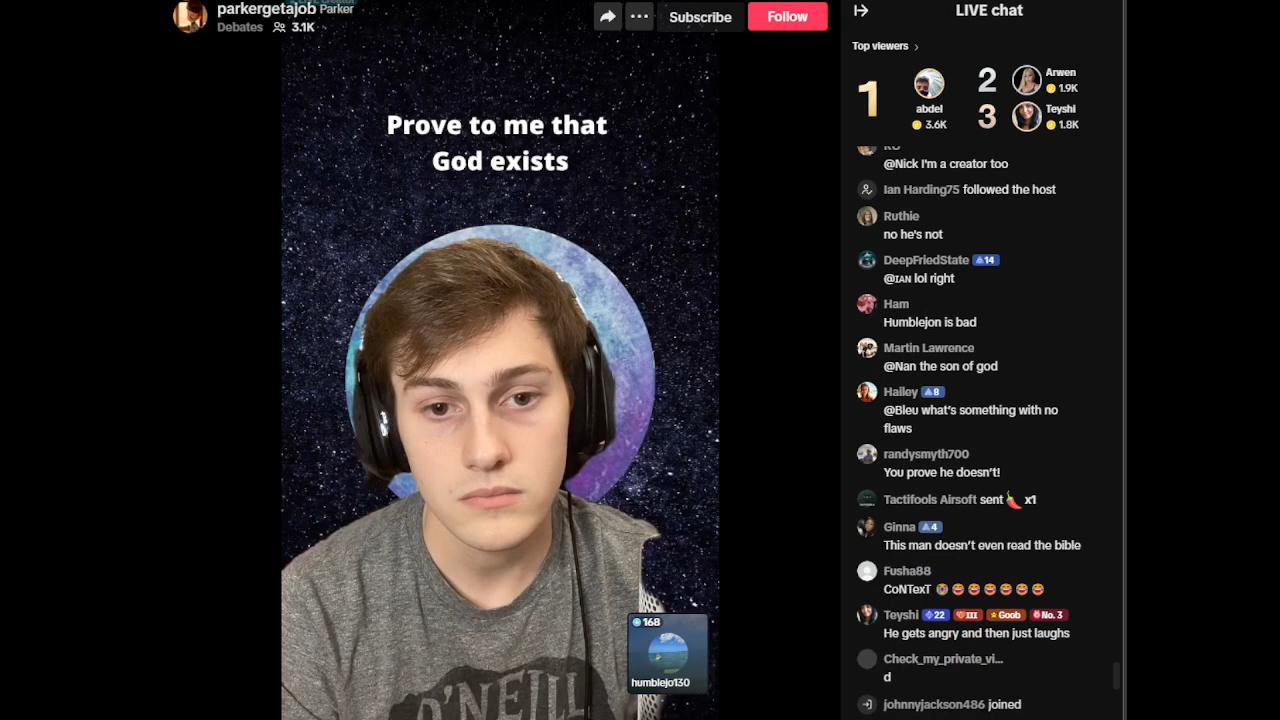 parkergetajob Parker
Debates 3.1K
Subscribe
Follow
Prove to me that
God exists
168
humblejo130
O'NEILL
LIVE chat
Top viewers >
1
abdel
3.6K
2
Arwen
1.9K
3
Teyshi
1.8K
@Nick I'm a creator too
Ian Harding75 followed the host
Ruthie
no he's not
DeepFriedState 14
@IAN lol right
Ham
Humblejon is bad
Martin Lawrence
@Nan the son of god
Hailey 8
@Bleu what's something with no
flaws
randysmyth700
You prove he doesn't!
Tactifools Airsoft sent x1
Ginna 4
This man doesn't even read the bible
Fusha88
CoNTexT
Teyshi 22 III Goob No. 3
He gets angry and then just laughs
Check_my_private_vi...
d
johnnyjackson486 joined